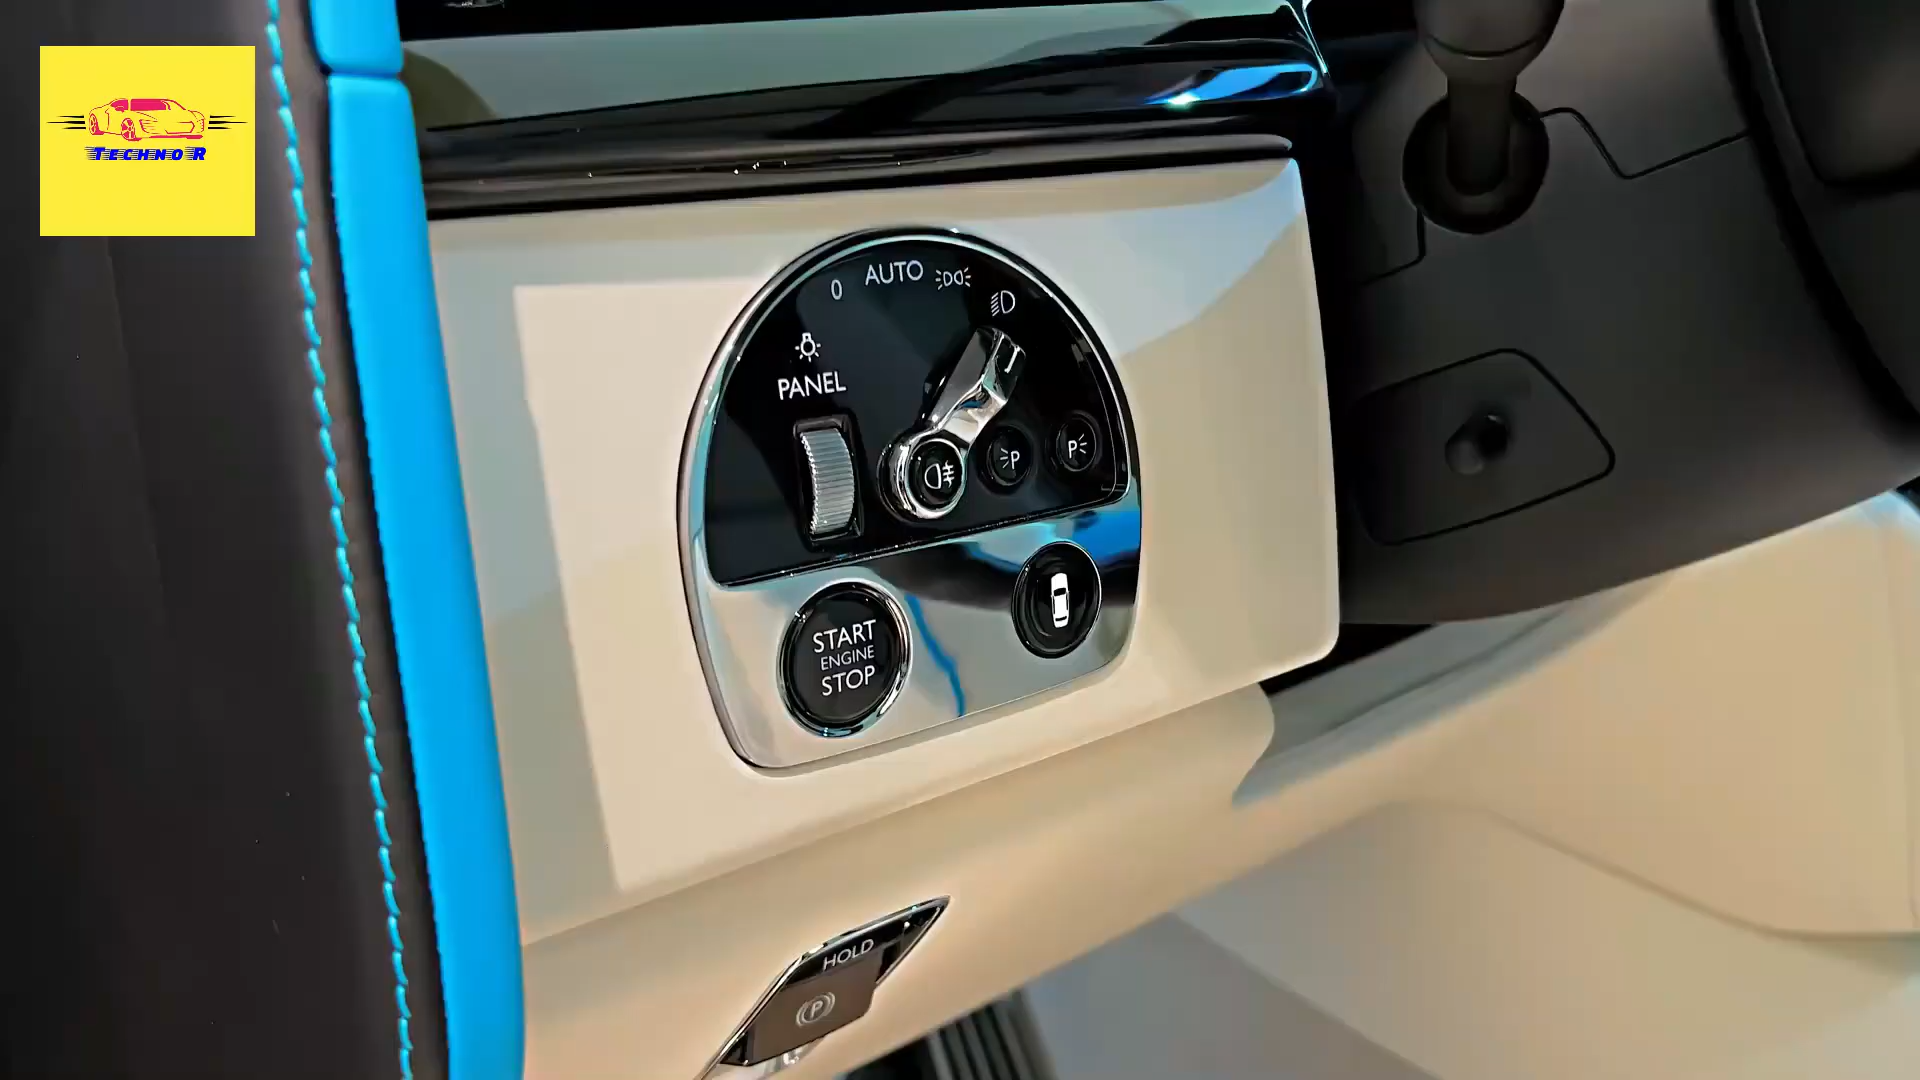 TECHNO R
0 AUTO
PANEL
P P
START
ENGINE
STOP
HOLD
P